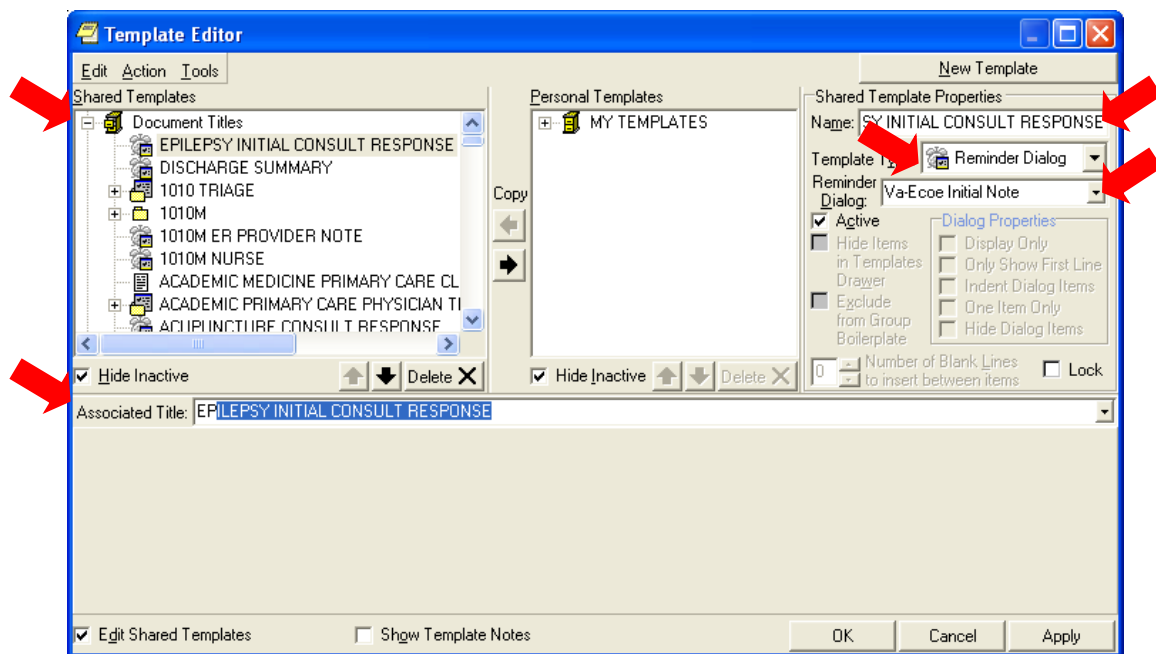 Template Editor
Edit Action Tools
New Template
Shared Templates
Document Titles
EPILEPSY INITIAL CONSULT RESPONSE
DISCHARGE SUMMARY
1010 TRIAGE
1010M
1010M ER PROVIDER NOTE
1010M NURSE
ACADEMIC MEDICINE PRIMARY CARE CL
ACADEMIC PRIMARY CARE PHYSICIAN TI
ACUPUNCTURE CONSULT RESPONSE
Hide Inactive
Delete
Copy
Personal Templates
MY TEMPLATES
Hide Inactive
Delete
Shared Template Properties
Name: SY INITIAL CONSULT RESPONSE
Template Reminder Dialog
Reminder
Dialog: Va-Ecoe Initial Note
Active
Hide Items
in Templates
Drawer
Exclude
from Group
Boilerplate
Dialog Properties
Display Only
Only Show First Line
Indent Dialog Items
One Item Only
Hide Dialog Items
0 Number of Blank Lines
to insert between items
Lock
Associated Title: EPILEPSY INITIAL CONSULT RESPONSE
Edit Shared Templates
Show Template Notes
OK Cancel Apply